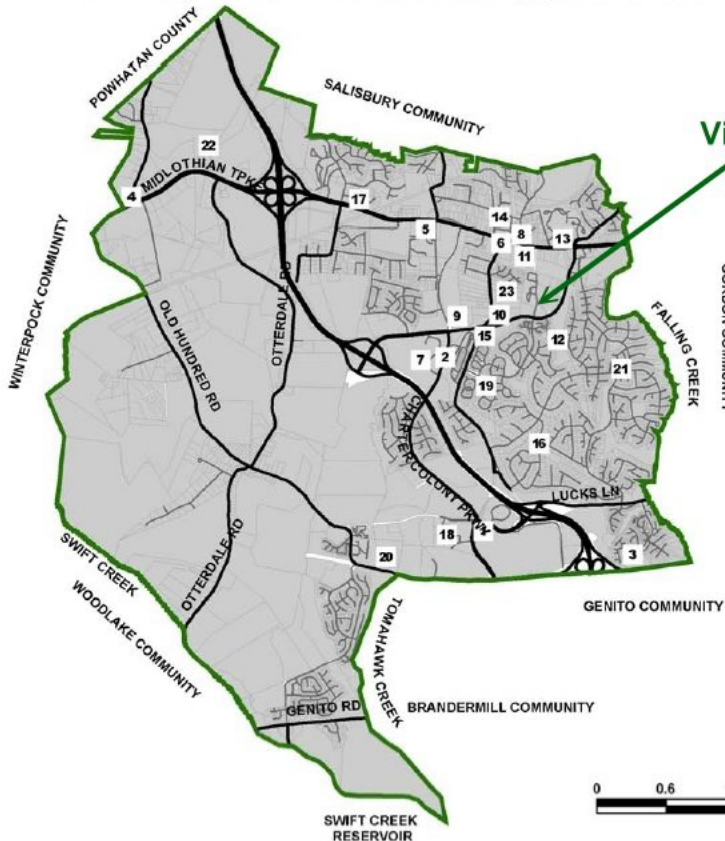 POWHATAN COUNTY
SALISBURY COMMUNITY
Vi
22
MIDLOTHIAN TPKE
4
17
14
5
8
6
13
11
WINTERPOCK COMMUNITY
OTTERDALE RD
OLD HUNDRED RD
23
10
9
15
12
FALLING CREEK
7
2
21
19
CHARTER COLONY PKWY
16
LUCKS LN
18
1
3
20
SWIFT CREEK
OTTERDALE RD
WOODLAKE COMMUNITY
TOMAHAWK CREEK
GENITO COMMUNITY
GENITO RD
BRANDERMILL COMMUNITY
0
0.6
SWIFT CREEK
RESERVOIR